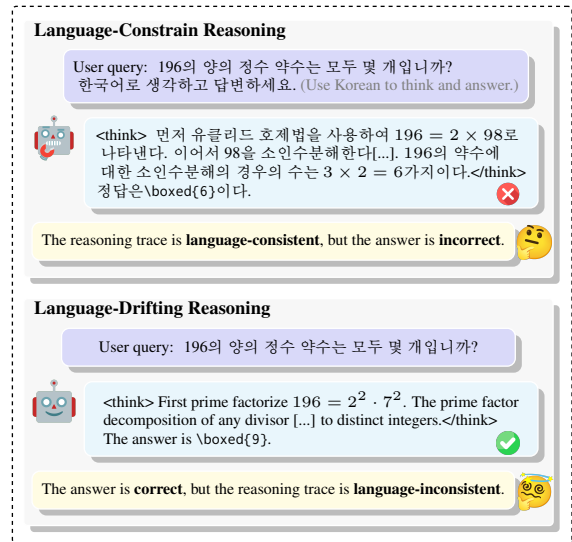 Language-Constrain Reasoning
User query: 196의 양의 정수 약수는 모두 몇 개입니까?
한국어로 생각하고 답변하세요. (Use Korean to think and answer.)
<think> 먼저 유클리드 호제법을 사용하여 196 = 2 × 98로
나타낸다. 이어서 98을 소인수분해한다[...]. 196의 약수에
대한 소인수분해의 경우의 수는 3 × 2 = 6가지이다.</think>
정답은\boxed{6}이다.
The reasoning trace is language-consistent, but the answer is incorrect.
Language-Drifting Reasoning
User query: 196의 양의 정수 약수는 모두 몇 개입니까?
<think> First prime factorize 196 = 2² · 7². The prime factor
decomposition of any divisor [...] to distinct integers.</think>
The answer is \boxed{9}.
The answer is correct, but the reasoning trace is language-inconsistent.